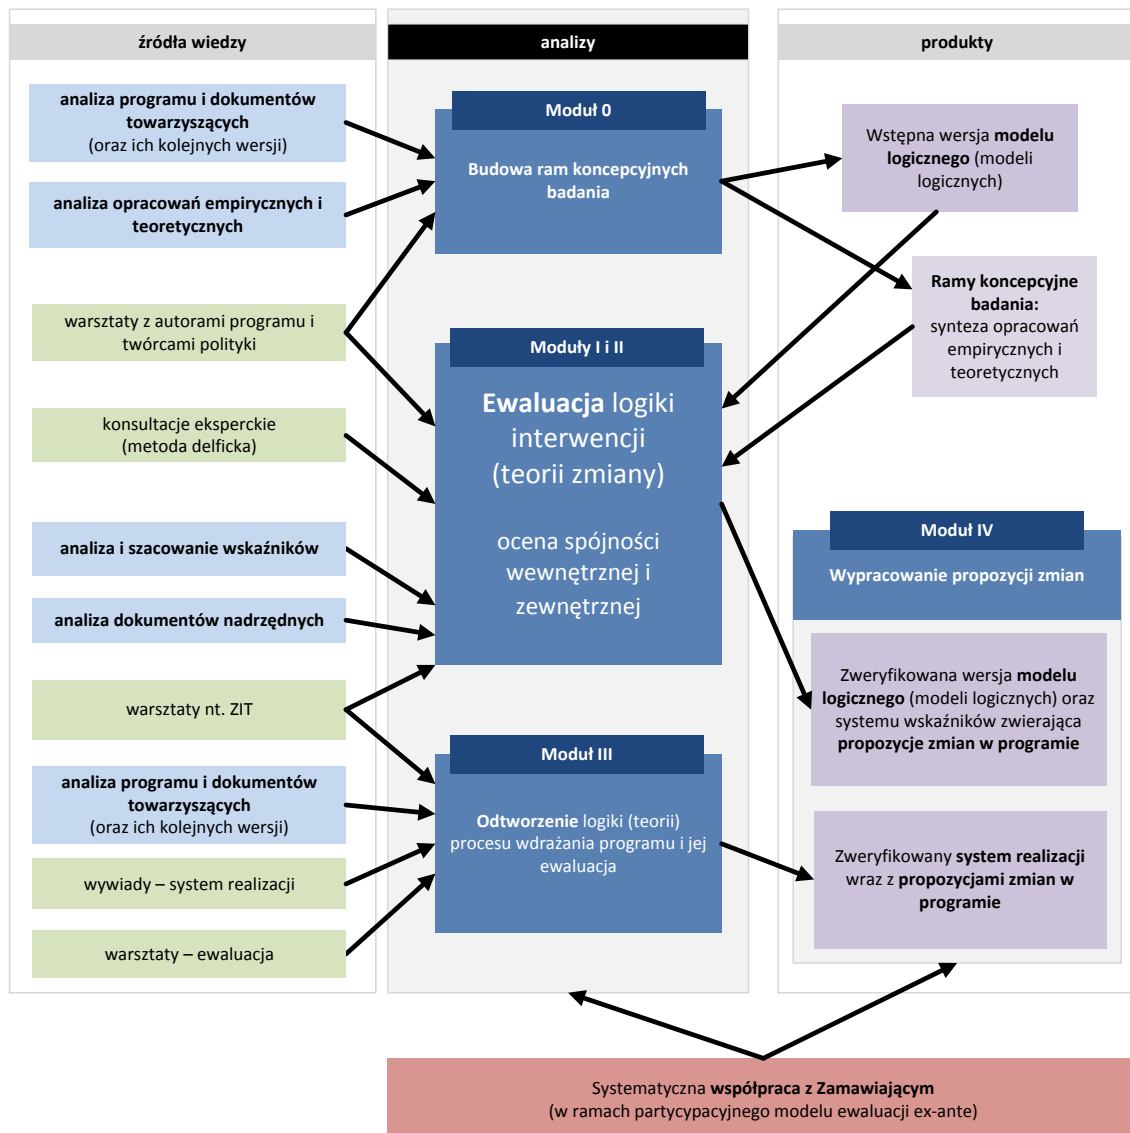 źródła wiedzy
analiza programu i dokumentów
towarzyszących
(oraz ich kolejnych wersji)
analiza opracowań empirycznych i
teoretycznych
warsztaty z autorami programu i
twórcami polityki
konsultacje eksperckie
(metoda delficka)
analiza i szacowanie wskaźników
analiza dokumentów nadrzędnych
warsztaty nt. ZIT
analiza programu i dokumentów
towarzyszących
(oraz ich kolejnych wersji)
wywiady – system realizacji
warsztaty – ewaluacja
analizy
Moduł 0
Budowa ram koncepcyjnych
badania
Moduły I i II
Ewaluacja logiki
interwencji
(teorii zmiany)
ocena spójności
wewnętrznej i
zewnętrznej
Moduł III
Odtworzenie logiki (teorii)
procesu wdrażania programu i jej
ewaluacja
produkty
Wstępna wersja modelu
logicznego (modeli
logicznych)
Ramy koncepcyjne
badania:
synteza opracowań
empirycznych i
teoretycznych
Moduł IV
Wypracowanie propozycji zmian
Zweryfikowana wersja modelu
logicznego (modeli logicznych) oraz
systemu wskaźników zwierająca
propozycje zmian w programie
Zweryfikowany system realizacji
wraz z propozycjami zmian w
programie
Systematyczna współpraca z Zamawiającym
(w ramach partycypacyjnego modelu ewaluacji ex-ante)